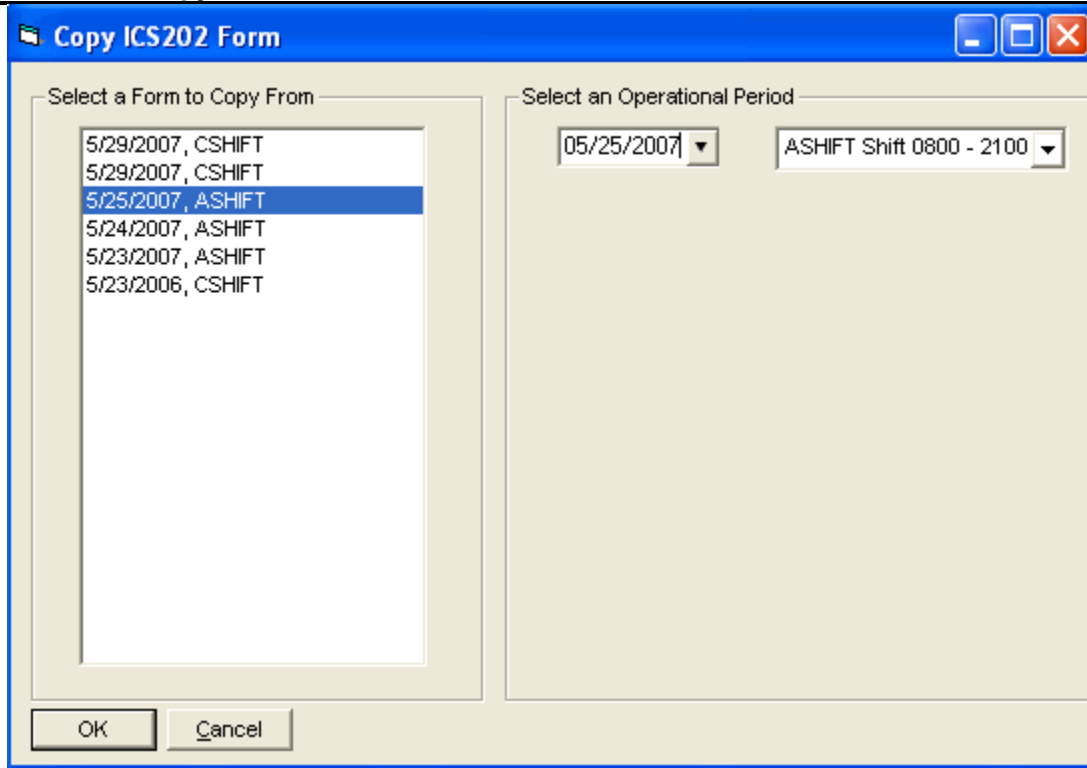 Copy ICS202 Form
Select a Form to Copy From
5/29/2007, CSHIFT
5/29/2007, CSHIFT
5/25/2007, ASHIFT
5/24/2007, ASHIFT
5/23/2007, ASHIFT
5/23/2006, CSHIFT
Select an Operational Period
05/25/2007
ASHIFT Shift 0800 - 2100
OK
Cancel